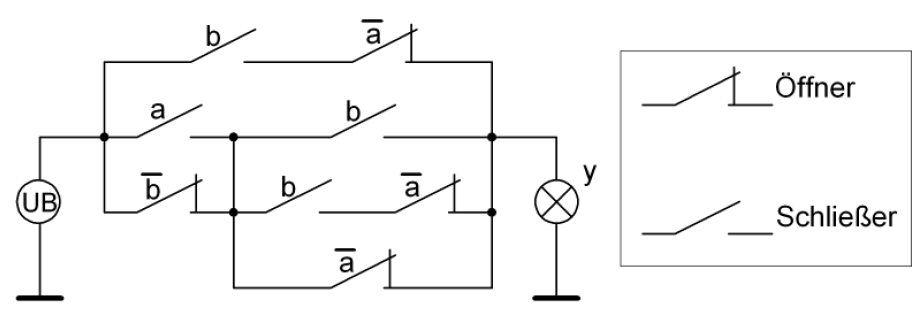 b a̅
a b
UB b̅ b a̅ y
a̅
Öffner
Schließer